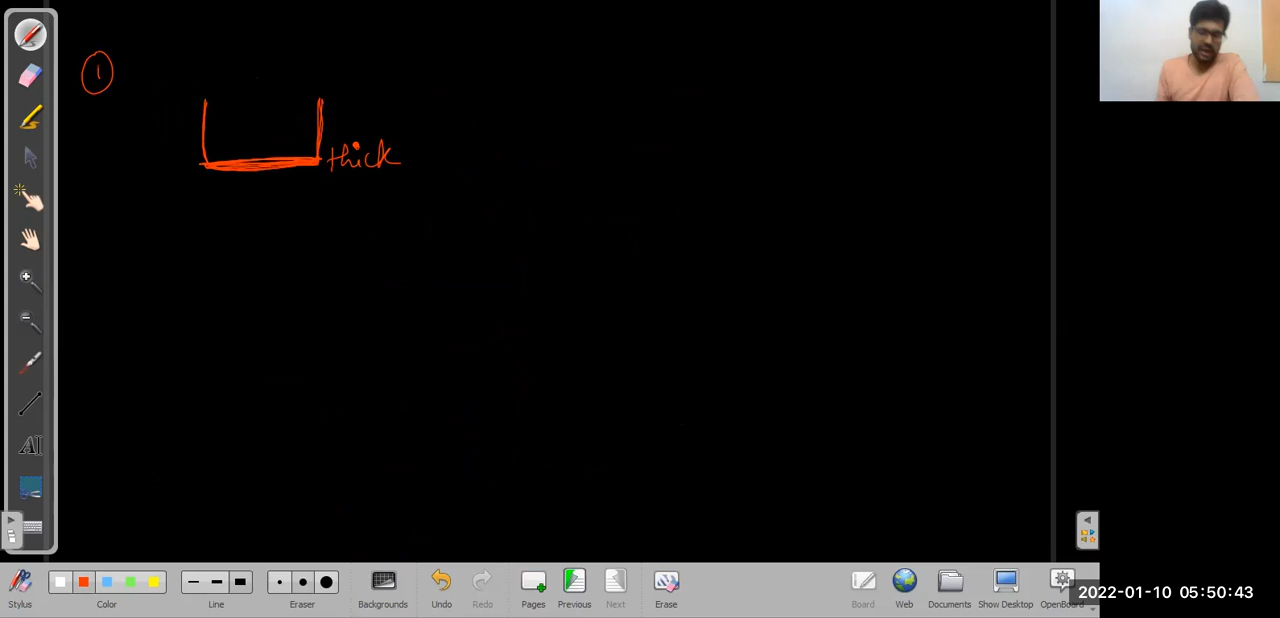 1
thick
AI
Stylus
Color
Line
Eraser
Backgrounds
Undo
Redo
Pages
Previous
Next
Erase
Board
Web
Documents
Show Desktop
OpenBoard
2022-01-10 05:50:43